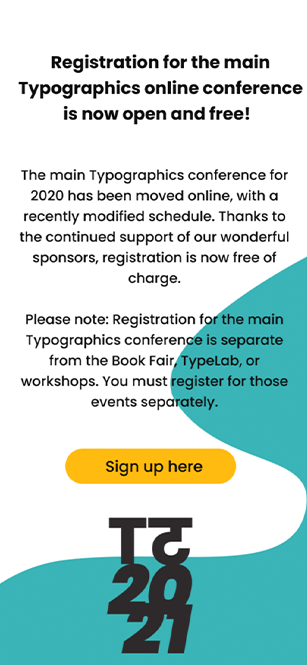 Registration for the main
Typographics online conference
is now open and free!
The main Typographics conference for
2020 has been moved online, with a
recently modified schedule. Thanks to
the continued support of our wonderful
sponsors, registration is now free of
charge.
Please note: Registration for the main
Typographics conference is separate
from the Book Fair, TypeLab, or
workshops. You must register for those
events separately.
Sign up here
20
21